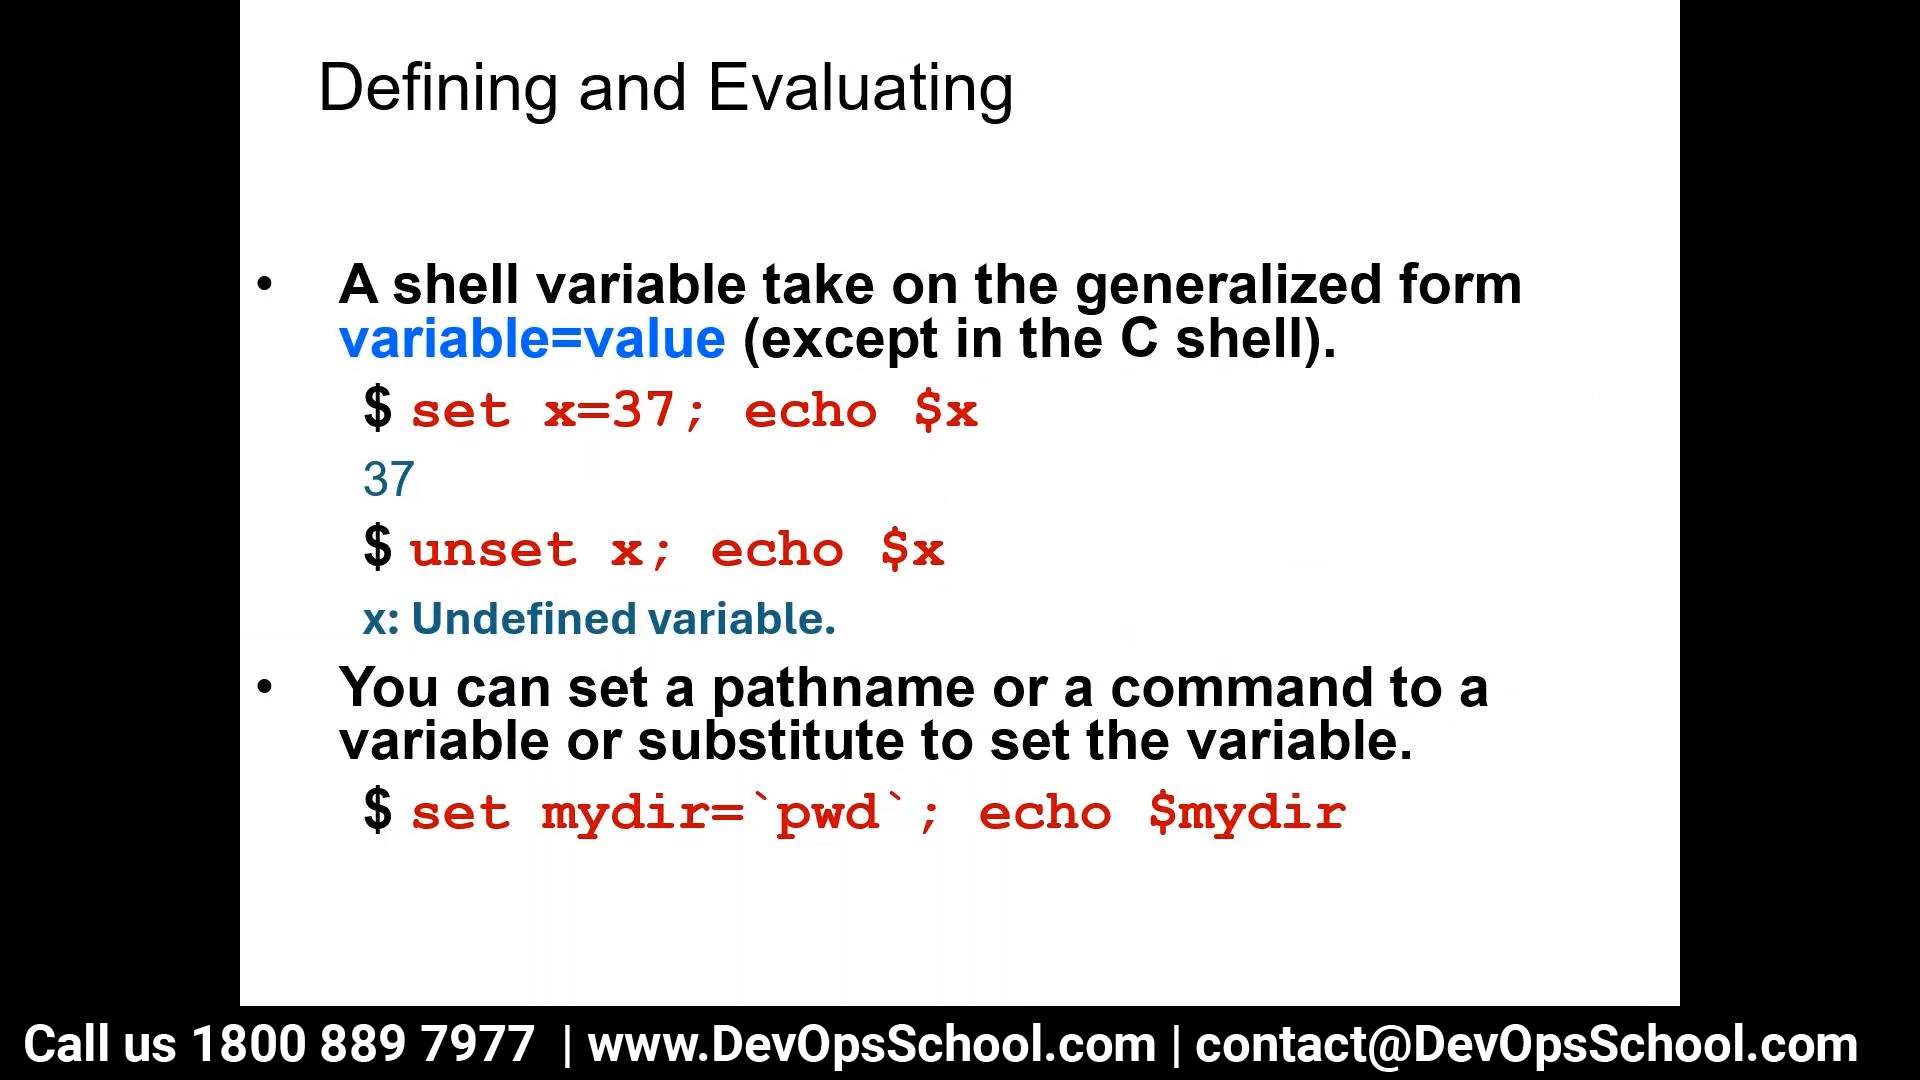 Defining and Evaluating
• A shell variable take on the generalized form
variable=value (except in the C shell).
$ set x=37; echo $x
37
$ unset x; echo $x
x: Undefined variable.
• You can set a pathname or a command to a
variable or substitute to set the variable.
$ set mydir=`pwd`; echo $mydir
Call us 1800 889 7977 | www.DevOpsSchool.com | contact@DevOpsSchool.com